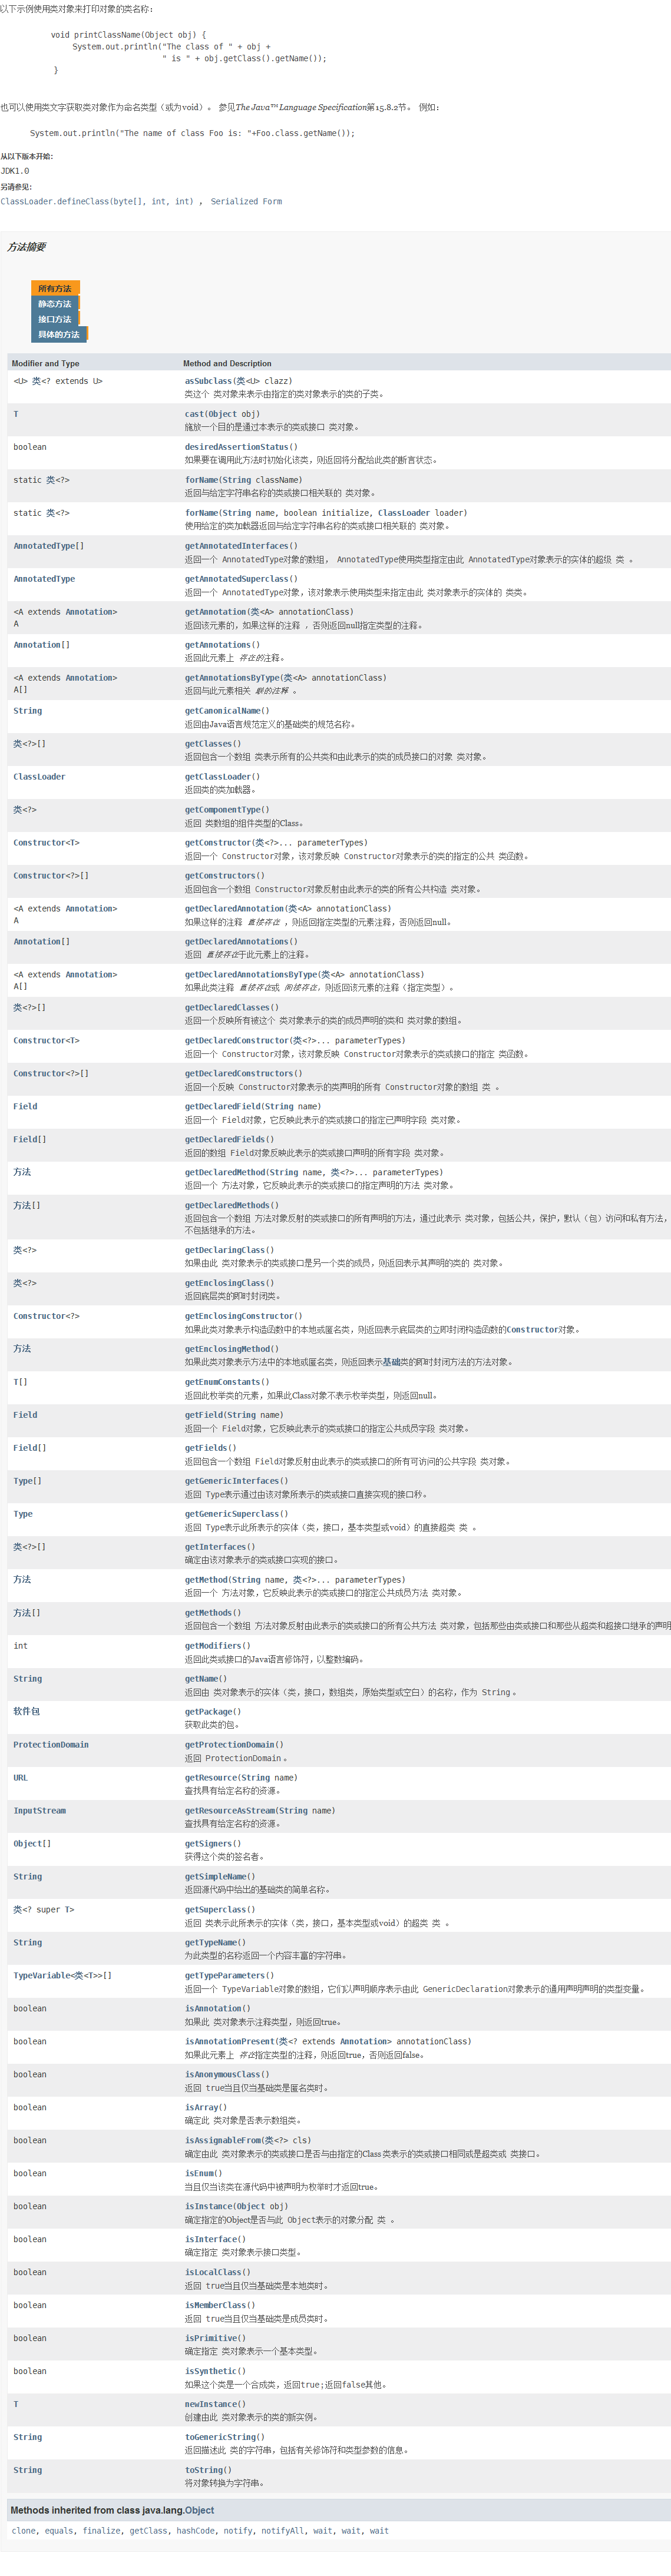 以下示例使用类对象来打印对象的类名称：
void printClassName(Object obj) {
System.out.println("The class of " + obj +
" is " + obj.getClass().getName());
}
也可以使用类文字获取类对象作为命名类型（或为void）。 参见The Java™ Language Specification第15.8.2节。 例如：
System.out.println("The name of class Foo is: "+Foo.class.getName());
从以下版本开始：
JDK1.0
另请参见：
ClassLoader.defineClass(byte[], int, int) ， Serialized Form
方法摘要
所有方法
静态方法
接口方法
具体的方法
Modifier and Type Method and Description
<U> 类<? extends U> asSubclass(类<U> clazz)
类这个 类对象来表示由指定的类对象表示的类的子类。
T cast(Object obj)
施放一个目的是通过本表示的类或接口 类对象。
boolean desiredAssertionStatus()
如果要在调用此方法时初始化该类，则返回将分配给此类的断言状态。
static 类<?> forName(String className)
返回与给定字符串名称的类或接口相关联的 类对象。
static 类<?> forName(String name, boolean initialize, ClassLoader loader)
使用给定的类加载器返回与给定字符串名称的类或接口相关联的 类对象。
AnnotatedType[] getAnnotatedInterfaces()
返回一个 AnnotatedType对象的数组， AnnotatedType使用类型指定由此 AnnotatedType对象表示的实体的超级 类 。
AnnotatedType getAnnotatedSuperclass()
返回一个 AnnotatedType对象，该对象表示使用类型来指定由此 类对象表示的实体的 类类。
<A extends Annotation> getAnnotation(类<A> annotationClass)
A 返回该元素的，如果这样的注释 ，否则返回null指定类型的注释。
Annotation[] getAnnotations()
返回此元素上 存在的注释。
<A extends Annotation> getAnnotationsByType(类<A> annotationClass)
A[] 返回与此元素相关 联的注释 。
String getCanonicalName()
返回由Java语言规范定义的基础类的规范名称。
类<?>[] getClasses()
返回包含一个数组 类表示所有的公共类和由此表示的类的成员接口的对象 类对象。
ClassLoader getClassLoader()
返回类的类加载器。
类<?> getComponentType()
返回 类数组的组件类型的Class。
Constructor<T> getConstructor(类<?>... parameterTypes)
返回一个 Constructor对象，该对象反映 Constructor对象表示的类的指定的公共 类函数。
Constructor<?>[] getConstructors()
返回包含一个数组 Constructor对象反射由此表示的类的所有公共构造 类对象。
<A extends Annotation> getDeclaredAnnotation(类<A> annotationClass)
A 如果这样的注释 直接存在 ，则返回指定类型的元素注释，否则返回null。
Annotation[] getDeclaredAnnotations()
返回 直接存在于此元素上的注释。
<A extends Annotation> getDeclaredAnnotationsByType(类<A> annotationClass)
A[] 如果此类注释 直接存在或 间接存在，则返回该元素的注释（指定类型）。
类<?>[] getDeclaredClasses()
返回一个反映所有被这个 类对象表示的类的成员声明的类和 类对象的数组。
Constructor<T> getDeclaredConstructor(类<?>... parameterTypes)
返回一个 Constructor对象，该对象反映 Constructor对象表示的类或接口的指定 类函数。
Constructor<?>[] getDeclaredConstructors()
返回一个反映 Constructor对象表示的类声明的所有 Constructor对象的数组 类 。
Field getDeclaredField(String name)
返回一个 Field对象，它反映此表示的类或接口的指定已声明字段 类对象。
Field[] getDeclaredFields()
返回的数组 Field对象反映此表示的类或接口声明的所有字段 类对象。
方法 getDeclaredMethod(String name, 类<?>... parameterTypes)
返回一个 方法对象，它反映此表示的类或接口的指定声明的方法 类对象。
方法[] getDeclaredMethods()
返回包含一个数组 方法对象反射的类或接口的所有声明的方法，通过此表示 类对象，包括公共，保护，默认（包）访问和私有方法，
不包括继承的方法。
类<?> getDeclaringClass()
如果由此 类对象表示的类或接口是另一个类的成员，则返回表示其声明的类的 类对象。
类<?> getEnclosingClass()
返回底层类的即时封闭类。
Constructor<?> getEnclosingConstructor()
如果此类对象表示构造函数中的本地或匿名类，则返回表示底层类的立即封闭构造函数的Constructor对象。
方法 getEnclosingMethod()
如果此类对象表示方法中的本地或匿名类，则返回表示基础类的即时封闭方法的方法对象。
T[] getEnumConstants()
返回此枚举类的元素，如果此Class对象不表示枚举类型，则返回null。
Field getField(String name)
返回一个 Field对象，它反映此表示的类或接口的指定公共成员字段 类对象。
Field[] getFields()
返回包含一个数组 Field对象反射由此表示的类或接口的所有可访问的公共字段 类对象。
Type[] getGenericInterfaces()
返回 Type表示通过由该对象所表示的类或接口直接实现的接口秒。
Type getGenericSuperclass()
返回 Type表示此所表示的实体（类，接口，基本类型或void）的直接超类 类 。
类<?>[] getInterfaces()
确定由该对象表示的类或接口实现的接口。
方法 getMethod(String name, 类<?>... parameterTypes)
返回一个 方法对象，它反映此表示的类或接口的指定公共成员方法 类对象。
方法[] getMethods()
返回包含一个数组 方法对象反射由此表示的类或接口的所有公共方法 类对象，包括那些由类或接口和那些从超类和超接口继承的声明
int getModifiers()
返回此类或接口的Java语言修饰符，以整数编码。
String getName()
返回由 类对象表示的实体（类，接口，数组类，原始类型或空白）的名称，作为 String 。
软件包 getPackage()
获取此类的包。
ProtectionDomain getProtectionDomain()
返回 ProtectionDomain 。
URL getResource(String name)
查找具有给定名称的资源。
InputStream getResourceAsStream(String name)
查找具有给定名称的资源。
Object[] getSigners()
获得这个类的签名者。
String getSimpleName()
返回源代码中给出的基础类的简单名称。
类<? super T> getSuperclass()
返回 类表示此所表示的实体（类，接口，基本类型或void）的超类 类 。
String getTypeName()
为此类型的名称返回一个内容丰富的字符串。
TypeVariable<类<T>>[] getTypeParameters()
返回一个 TypeVariable对象的数组，它们以声明顺序表示由此 GenericDeclaration对象表示的通用声明声明的类型变量。
boolean isAnnotation()
如果此 类对象表示注释类型，则返回true。
boolean isAnnotationPresent(类<? extends Annotation> annotationClass)
如果此元素上 存在指定类型的注释，则返回true，否则返回false。
boolean isAnonymousClass()
返回 true当且仅当基础类是匿名类时。
boolean isArray()
确定此 类对象是否表示数组类。
boolean isAssignableFrom(类<?> cls)
确定由此 类对象表示的类或接口是否与由指定的Class 类表示的类或接口相同或是超类或 类接口。
boolean isEnum()
当且仅当该类在源代码中被声明为枚举时才返回true。
boolean isInstance(Object obj)
确定指定的Object是否与此 Object表示的对象分配 类 。
boolean isInterface()
确定指定 类对象表示接口类型。
boolean isLocalClass()
返回 true当且仅当基础类是本地类时。
boolean isMemberClass()
返回 true当且仅当基础类是成员类时。
boolean isPrimitive()
确定指定 类对象表示一个基本类型。
boolean isSynthetic()
如果这个类是一个合成类，返回true;返回false其他。
T newInstance()
创建由此 类对象表示的类的新实例。
String toGenericString()
返回描述此 类的字符串，包括有关修饰符和类型参数的信息。
String toString()
将对象转换为字符串。
Methods inherited from class java.lang.Object
clone, equals, finalize, getClass, hashCode, notify, notifyAll, wait, wait, wait